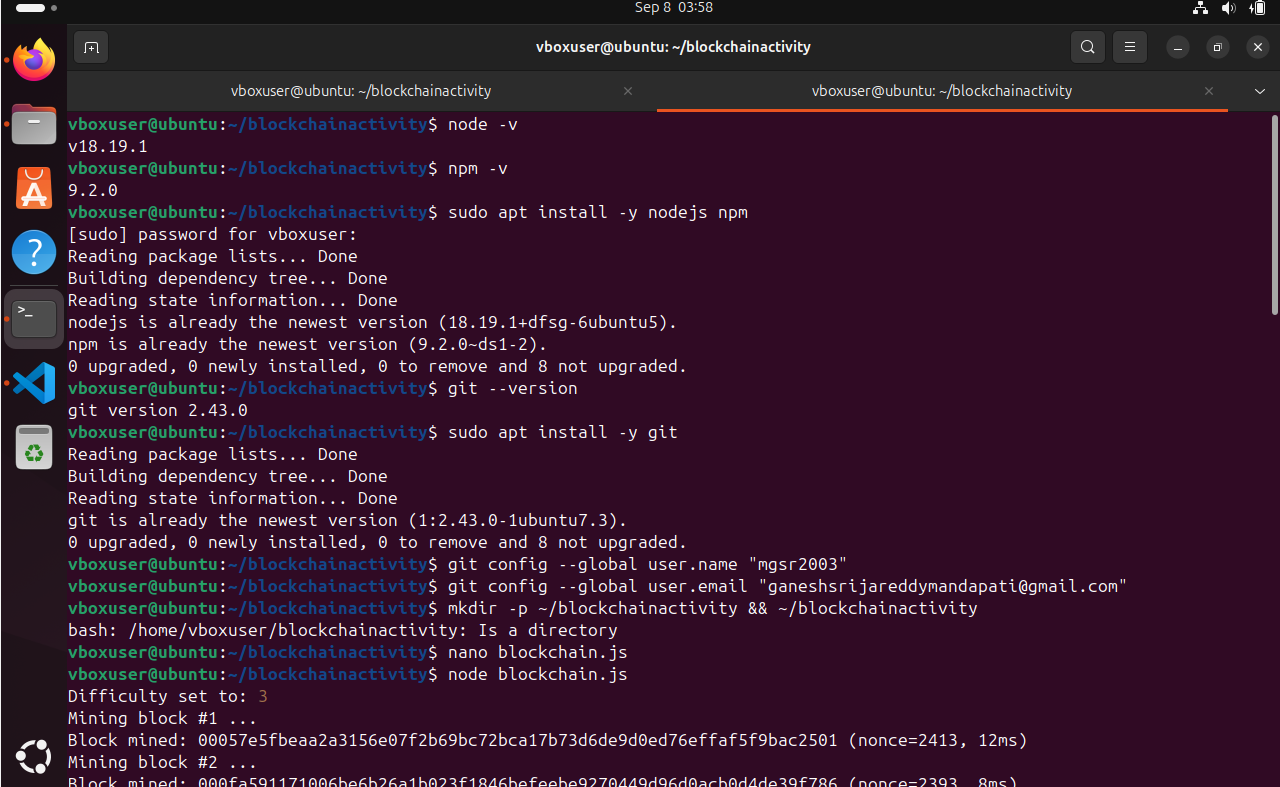 Sep 8 03:58
vboxuser@ubuntu: ~/blockchainactivity
vboxuser@ubuntu: ~/blockchainactivity
vboxuser@ubuntu: ~/blockchainactivity
vboxuser@ubuntu:~/blockchainactivity$ node -v
v18.19.1
vboxuser@ubuntu:~/blockchainactivity$ npm -v
9.2.0
vboxuser@ubuntu:~/blockchainactivity$ sudo apt install -y nodejs npm
[sudo] password for vboxuser:
Reading package lists... Done
Building dependency tree... Done
Reading state information... Done
nodejs is already the newest version (18.19.1+dfsg-6ubuntu5).
npm is already the newest version (9.2.0~ds1-2).
0 upgraded, 0 newly installed, 0 to remove and 8 not upgraded.
vboxuser@ubuntu:~/blockchainactivity$ git --version
git version 2.43.0
vboxuser@ubuntu:~/blockchainactivity$ sudo apt install -y git
Reading package lists... Done
Building dependency tree... Done
Reading state information... Done
git is already the newest version (1:2.43.0-1ubuntu7.3).
0 upgraded, 0 newly installed, 0 to remove and 8 not upgraded.
vboxuser@ubuntu:~/blockchainactivity$ git config --global user.name "mgsr2003"
vboxuser@ubuntu:~/blockchainactivity$ git config --global user.email "ganeshsrijareddymandapati@gmail.com"
vboxuser@ubuntu:~/blockchainactivity$ mkdir -p ~/blockchainactivity && ~/blockchainactivity
bash: /home/vboxuser/blockchainactivity: Is a directory
vboxuser@ubuntu:~/blockchainactivity$ nano blockchain.js
vboxuser@ubuntu:~/blockchainactivity$ node blockchain.js
Difficulty set to: 3
Mining block #1 ...
Block mined: 00057e5fbeaa2a3156e07f2b69bc72bca17b73d6de9d0ed76effaf5f9bac2501 (nonce=2413, 12ms)
Mining block #2 ...
Block mined: 000fa591171006be6b26a1b023f1846befeebe9270449d96d0acb0d4de39f786 (nonce=2393, 8ms)